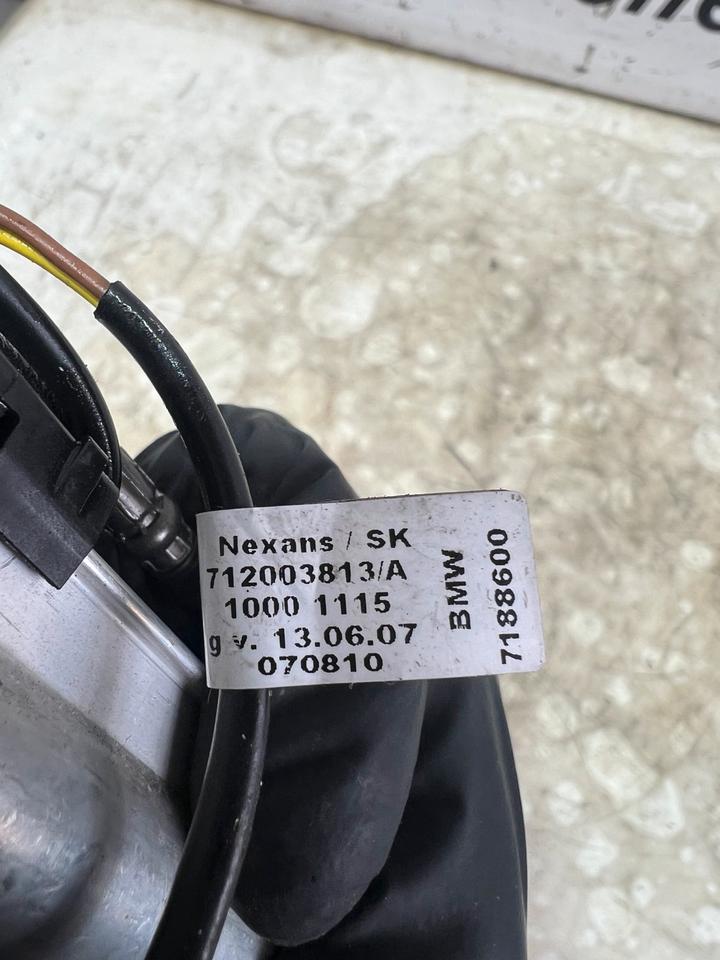 Nexans / SK
712003813/A
1000 1115
g v. 13.06.07
070810
BMW
7188600